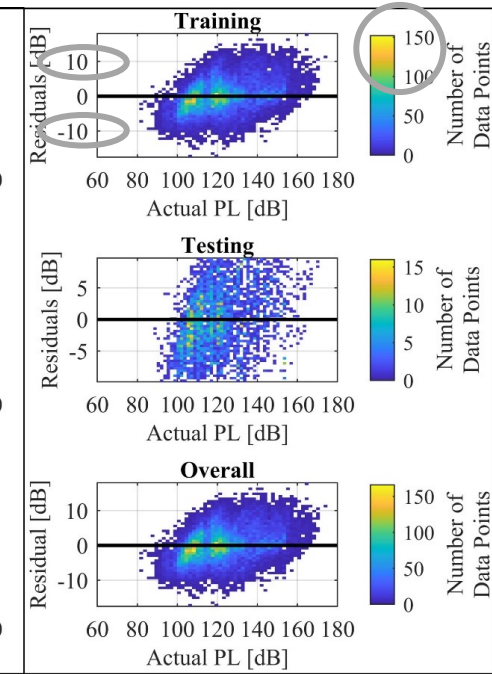 Training
Residuals [dB]
10
0
-10
60 80 100 120 140 160 180
Actual PL [dB]
150
100
50
0
Number of
Data Points
Testing
Residuals [dB]
5
0
-5
60 80 100 120 140 160 180
Actual PL [dB]
15
10
5
0
Number of
Data Points
Overall
Residual [dB]
10
0
-10
60 80 100 120 140 160 180
Actual PL [dB]
150
100
50
0
Number of
Data Points